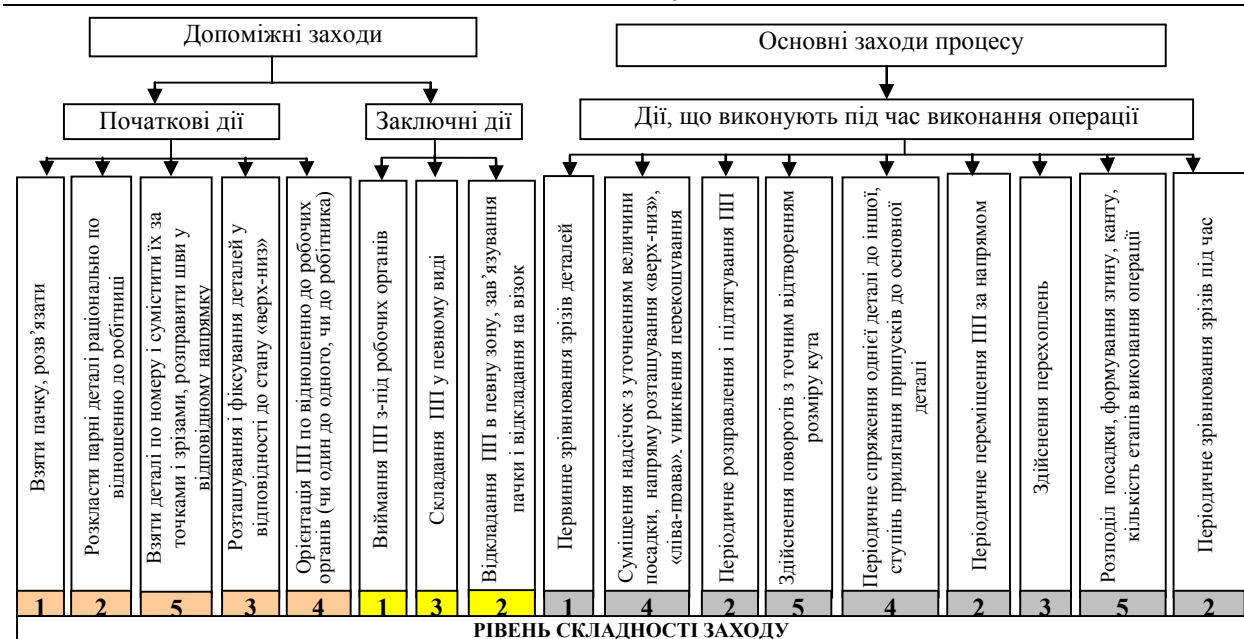 Допоміжні заходи
Основні заходи процесу
Початкові дії
Заключні дії
Дії, що виконують під час виконання операції
Взяти пачку, розв’язати
Розкласти парні деталі раціонально по
відношенню до робітниці
Взяти деталі по номеру і сумістити їх за
точками і зрізами, розправити шви у
відповідному напрямку
Розташування і фіксування деталей у
відповідності до стану «верх-низ»
Орієнтація ПП по відношенню до робочих
органів (чи один до одного, чи до робітника)
Виймання ПП з-під робочих органів
Складання ПП у певному виді
Відкладання ПП в певну зону, зав’язування
пачки і відкладання на візок
Первинне зрівнювання зрізів деталей
Суміщення надсічок з уточненням величини
посадки, напряму розташування «верх-низ»,
«ліва-права», уникнення перекошування
Періодичне розправлення і підтягування ПП
Здійснення поворотів з точним відтворенням
розміру кута
Періодичне спряження однієї деталі до іншої,
ступінь прилягання припусків до основної
деталі
Періодичне переміщення ПП за напрямом
Здійснення перехоплень
Розподіл посадки, формування згину, канту,
кількість етапів виконання операції
Періодичне зрівнювання зрізів під час
1 2 5 3 4 1 3 2 1 4 2 5 4 2 3 5 2
РІВЕНЬ СКЛАДНОСТІ ЗАХОДУ